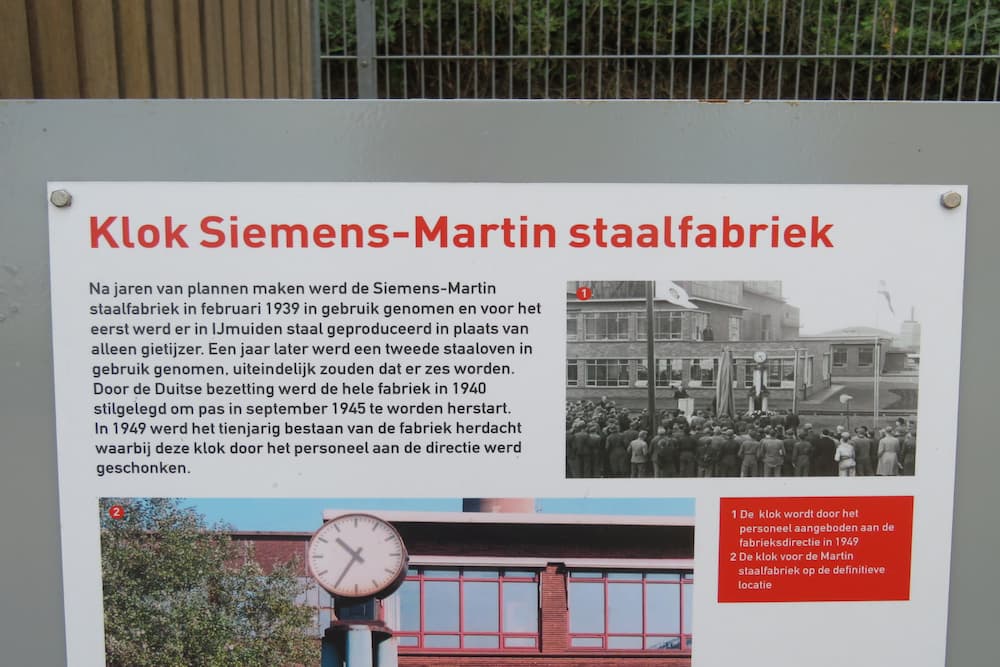 Klok Siemens-Martin staalfabriek
Na jaren van plannen maken werd de Siemens-Martin
staalfabriek in februari 1939 in gebruik genomen en voor het
eerst werd er in IJmuiden staal geproduceerd in plaats van
alleen gietijzer. Een jaar later werd een tweede staaloven in
gebruik genomen, uiteindelijk zouden dat er zes worden.
Door de Duitse bezetting werd de hele fabriek in 1940
stilgelegd om pas in september 1945 te worden herstart.
In 1949 werd het tienjarig bestaan van de fabriek herdacht
waarbij deze klok door het personeel aan de directie werd
geschonken.
1
2
1 De klok wordt door het
personeel aangeboden aan de
fabrieksdirectie in 1949
2 De klok voor de Martin
staalfabriek op de definitieve
locatie